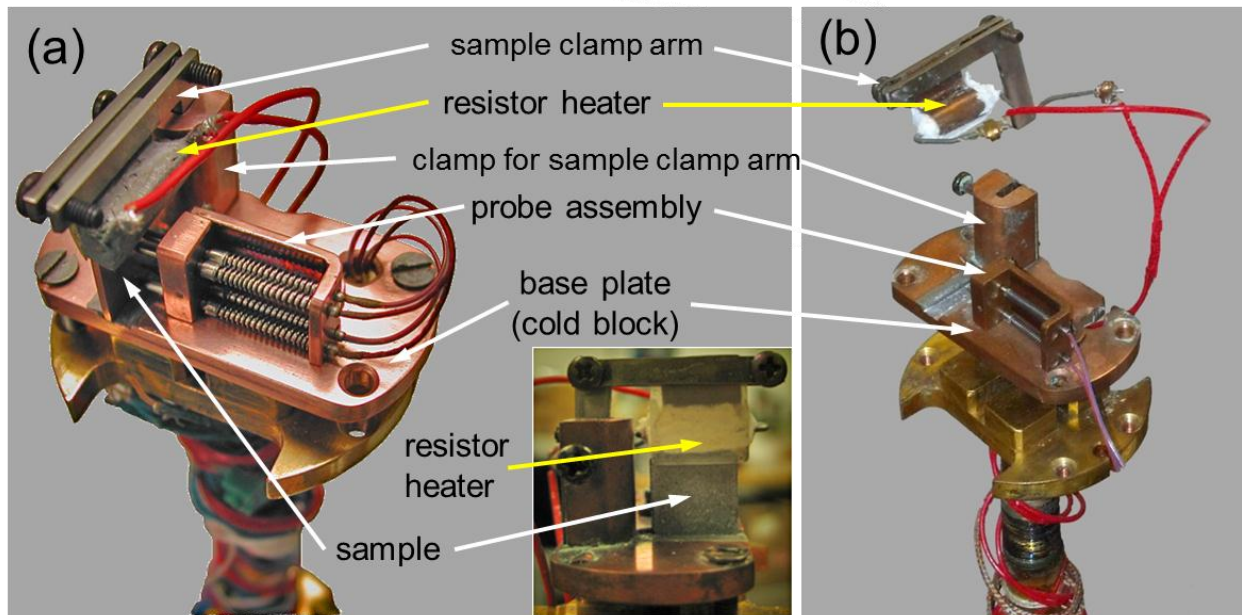 (a)
(b)
sample clamp arm
resistor heater
clamp for sample clamp arm
probe assembly
base plate
(cold block)
resistor
heater
sample